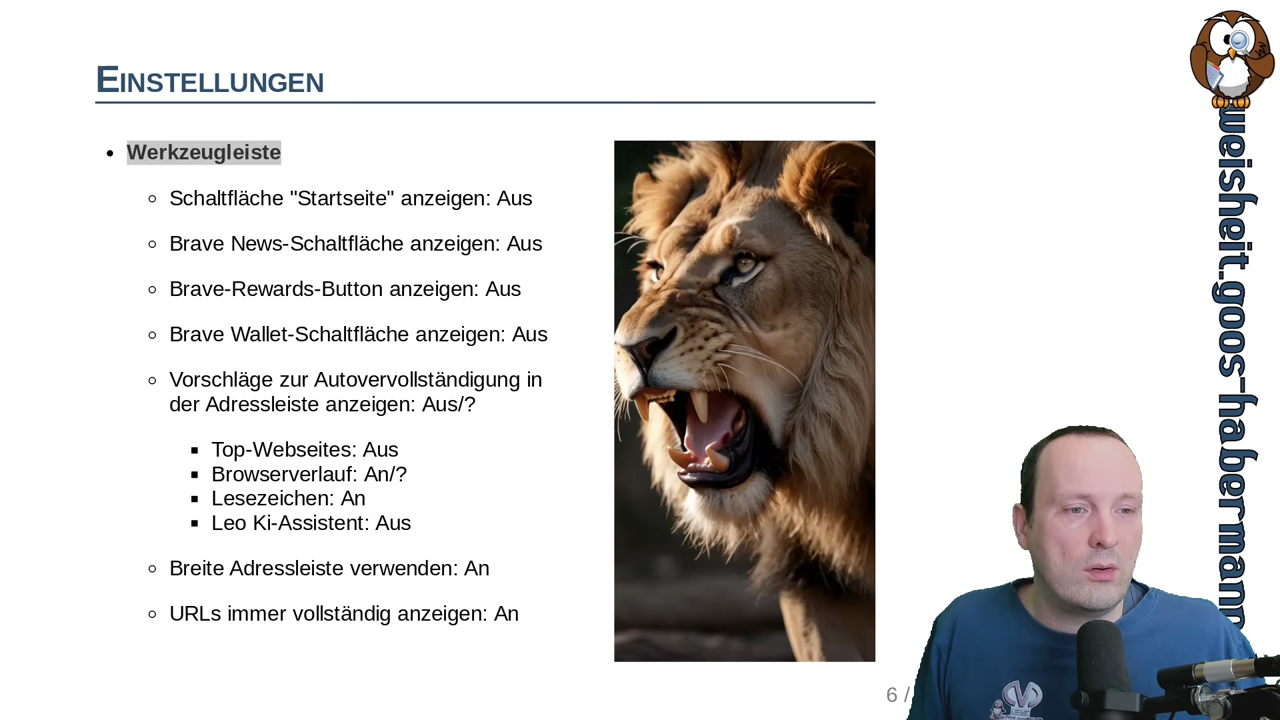 EINSTELLUNGEN
Werkzeugleiste
Schaltfläche "Startseite" anzeigen: Aus
Brave News-Schaltfläche anzeigen: Aus
Brave-Rewards-Button anzeigen: Aus
Brave Wallet-Schaltfläche anzeigen: Aus
Vorschläge zur Autovervollständigung in
der Adressleiste anzeigen: Aus/?
Top-Webseites: Aus
Browserverlauf: An/?
Lesezeichen: An
Leo Ki-Assistent: Aus
Breite Adressleiste verwenden: An
URLs immer vollständig anzeigen: An
6 /
weisheit.goos-habermann